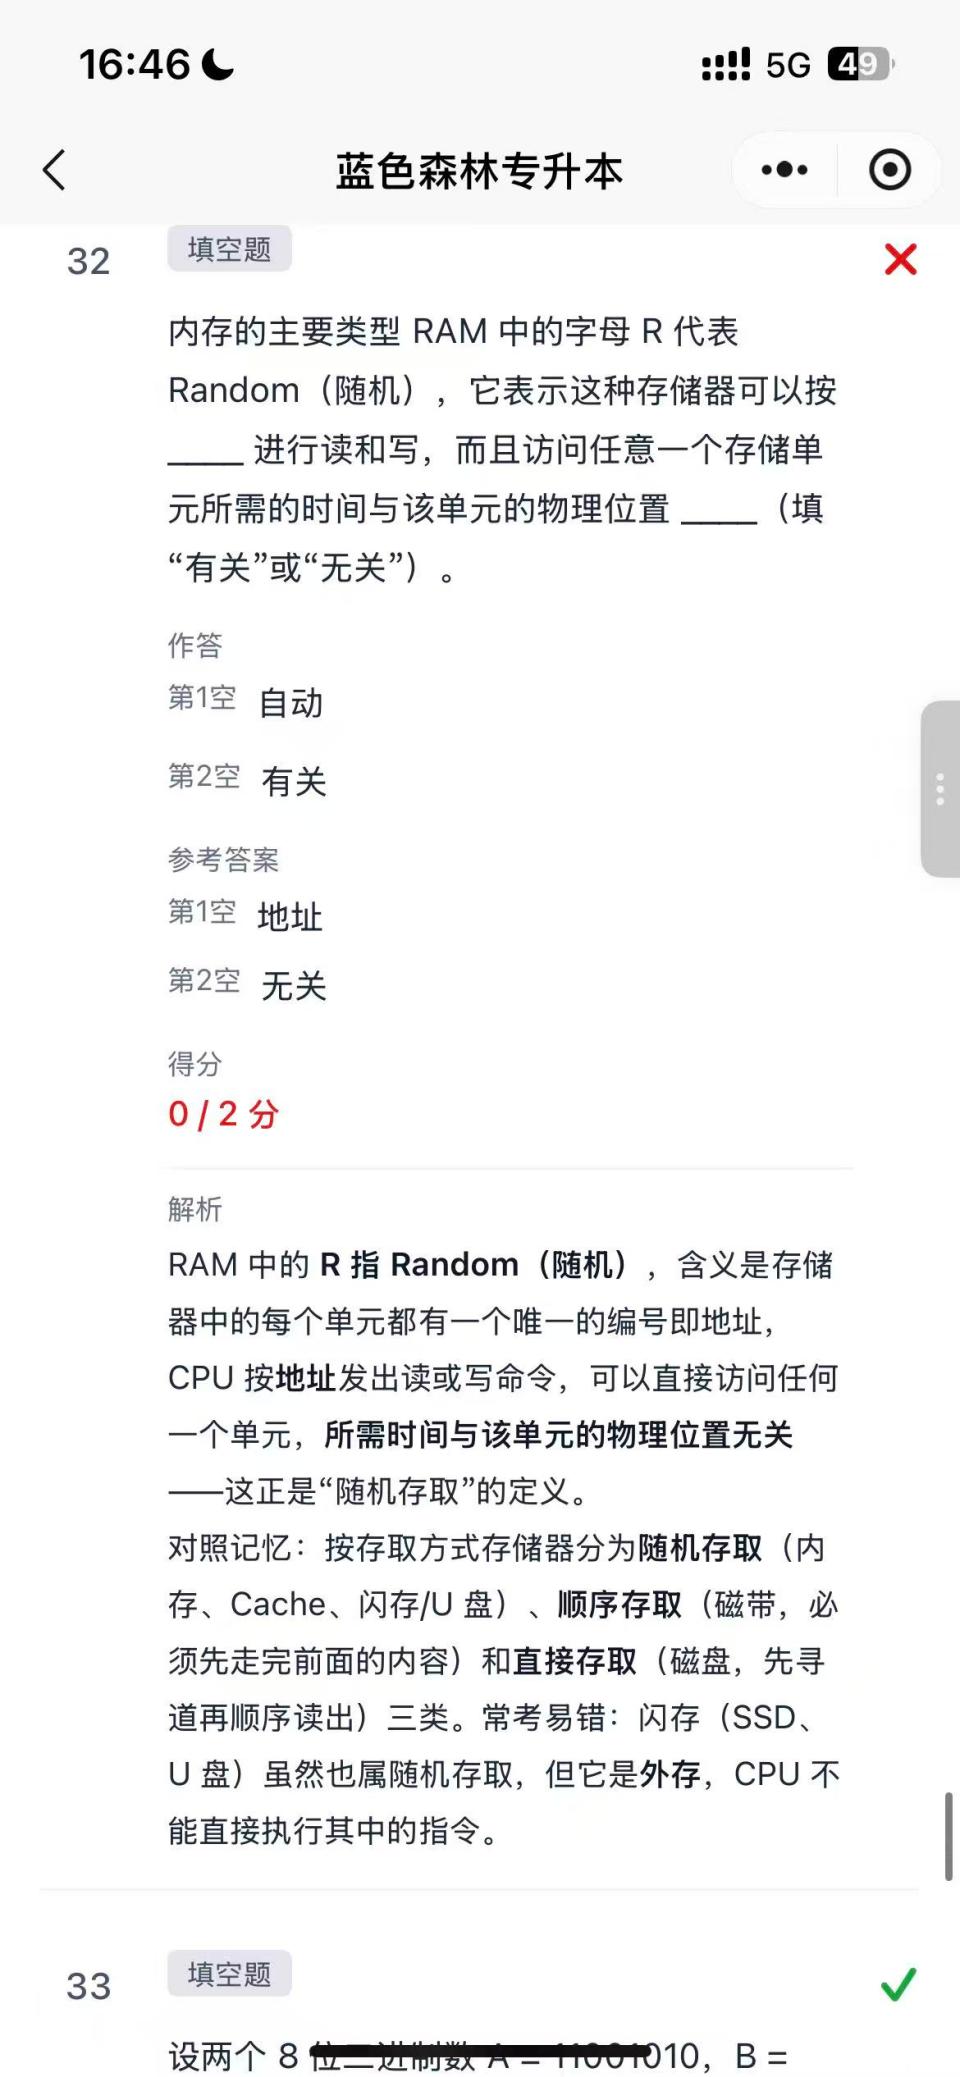 16:46
5G
49
蓝色森林专升本
32
填空题
内存的主要类型 RAM 中的字母 R 代表
Random（随机），它表示这种存储器可以按
____ 进行读和写，而且访问任意一个存储单
元所需的时间与该单元的物理位置 ____（填
“有关”或“无关”）。
作答
第1空 自动
第2空 有关
参考答案
第1空 地址
第2空 无关
得分
0 / 2 分
解析
RAM 中的 R 指 Random（随机），含义是存储
器中的每个单元都有一个唯一的编号即地址，
CPU 按地址发出读或写命令，可以直接访问任何
一个单元，所需时间与该单元的物理位置无关
——这正是“随机存取”的定义。
对照记忆：按存取方式存储器分为随机存取（内
存、Cache、闪存/U 盘）、顺序存取（磁带，必
须先走完前面的内容）和直接存取（磁盘，先寻
道再顺序读出）三类。常考易错：闪存（SSD、
U 盘）虽然也属随机存取，但它是外存，CPU 不
能直接执行其中的指令。
33
填空题
设两个 8 位二进制数 A = 11001010，B =